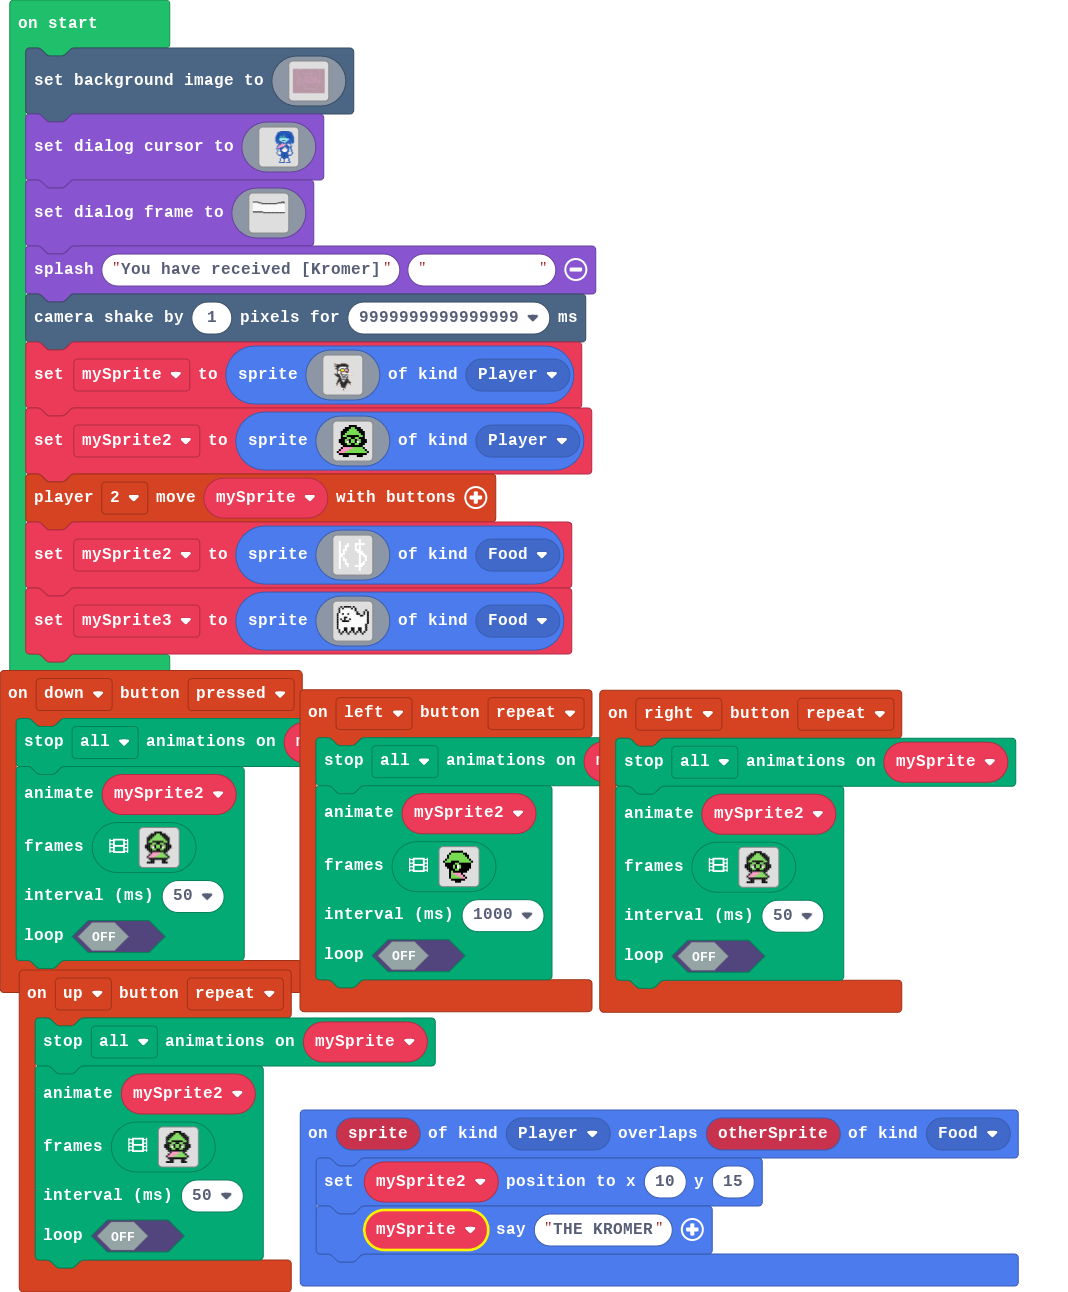 on start
set background image to
set dialog cursor to
set dialog frame to
splash "You have received [Kromer]" " "
camera shake by 1 pixels for 9999999999999999 ms
set mySprite to sprite of kind Player
set mySprite2 to sprite of kind Player
player 2 move mySprite with buttons
set mySprite2 to sprite K$ of kind Food
set mySprite3 to sprite of kind Food
on down button pressed
stop all animations on
animate mySprite2
frames
interval (ms) 50
loop OFF
on left button repeat
stop all animations on
animate mySprite2
frames
interval (ms) 1000
loop OFF
on right button repeat
stop all animations on mySprite
animate mySprite2
frames
interval (ms) 50
loop OFF
on up button repeat
stop all animations on mySprite
animate mySprite2
frames
interval (ms) 50
loop OFF
on sprite of kind Player overlaps otherSprite of kind Food
set mySprite2 position to x 10 y 15
mySprite say "THE KROMER"